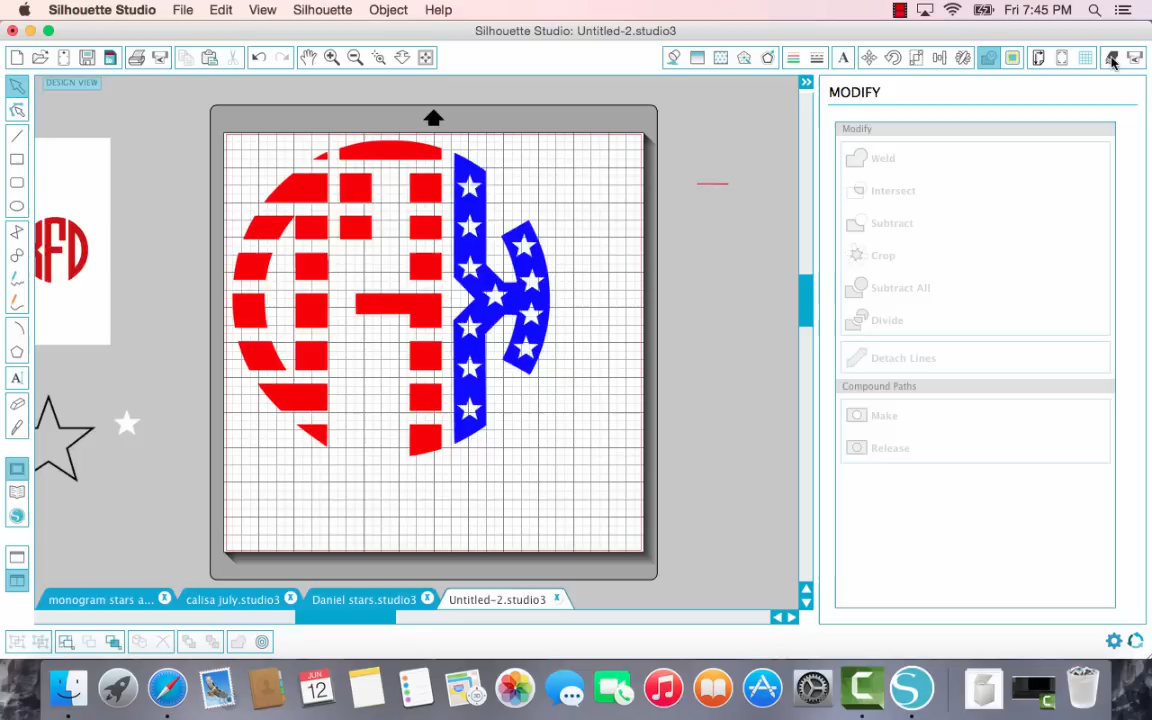 Silhouette Studio File Edit View Silhouette Object Help Fri 7:45 PM
Silhouette Studio: Untitled-2.studio3
DESIGN VIEW
MODIFY
Modify
Weld
Intersect
Subtract
Crop
Subtract All
Divide
Detach Lines
Compound Paths
Make
Release
monogram stars a... calisa july.studio3 Daniel stars.studio3 Untitled-2.studio3
JUN
12